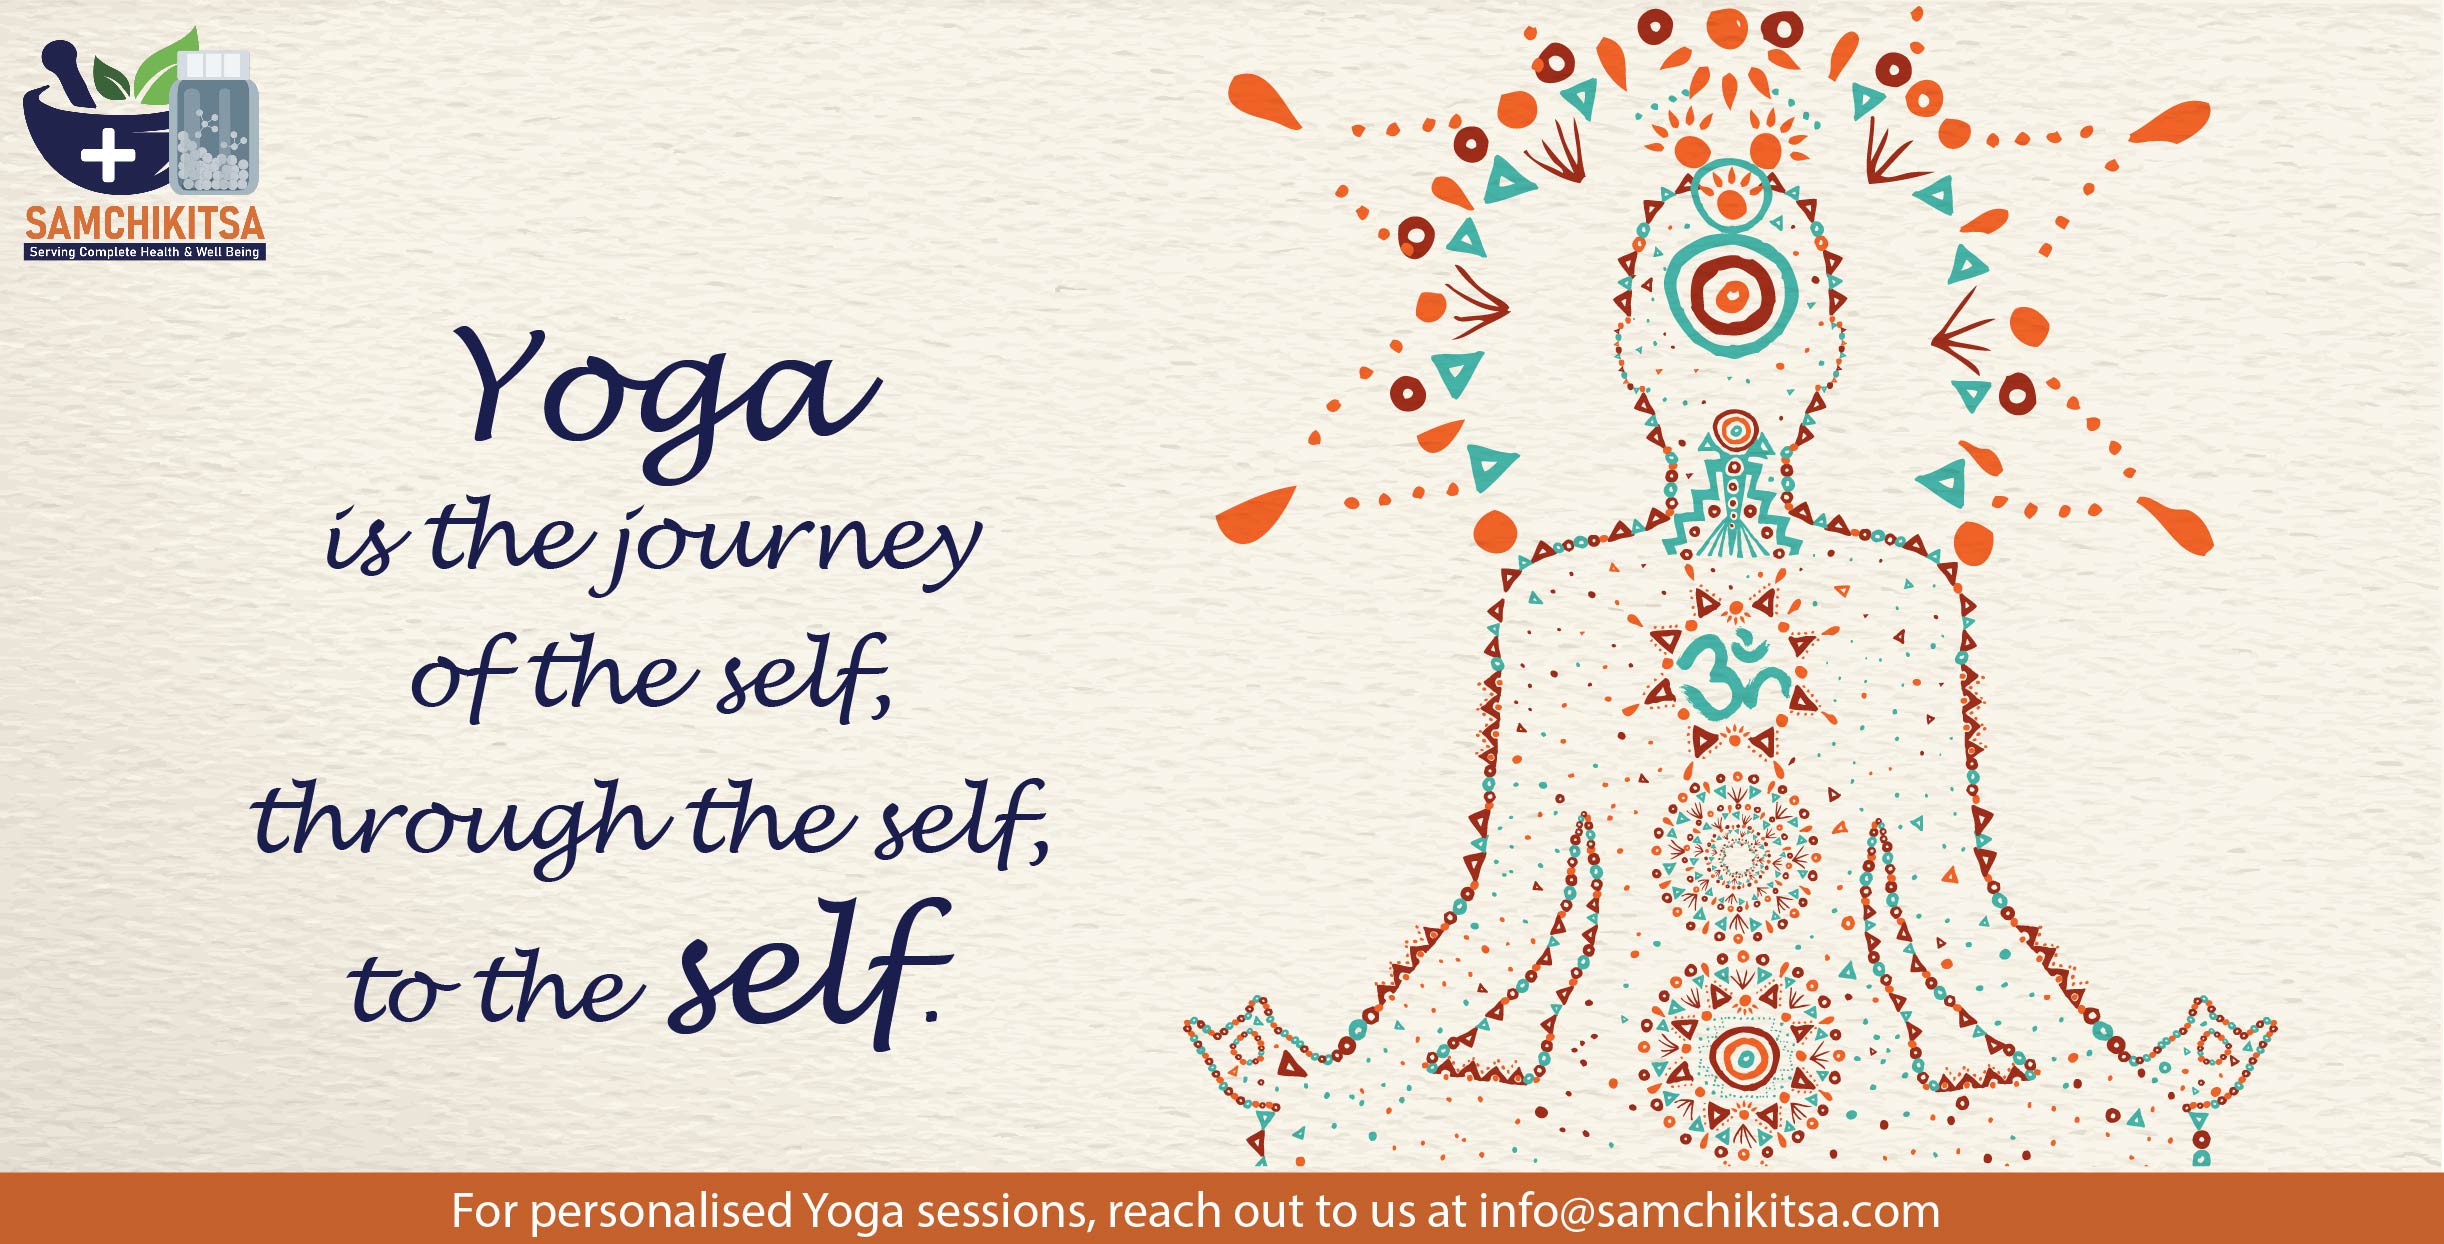 SAMCHIKITSA
Serving Complete Health & Well Being
Yoga
is the journey
of the self,
through the self,
to the self.
ॐ
For personalised Yoga sessions, reach out to us at info@samchikitsa.com